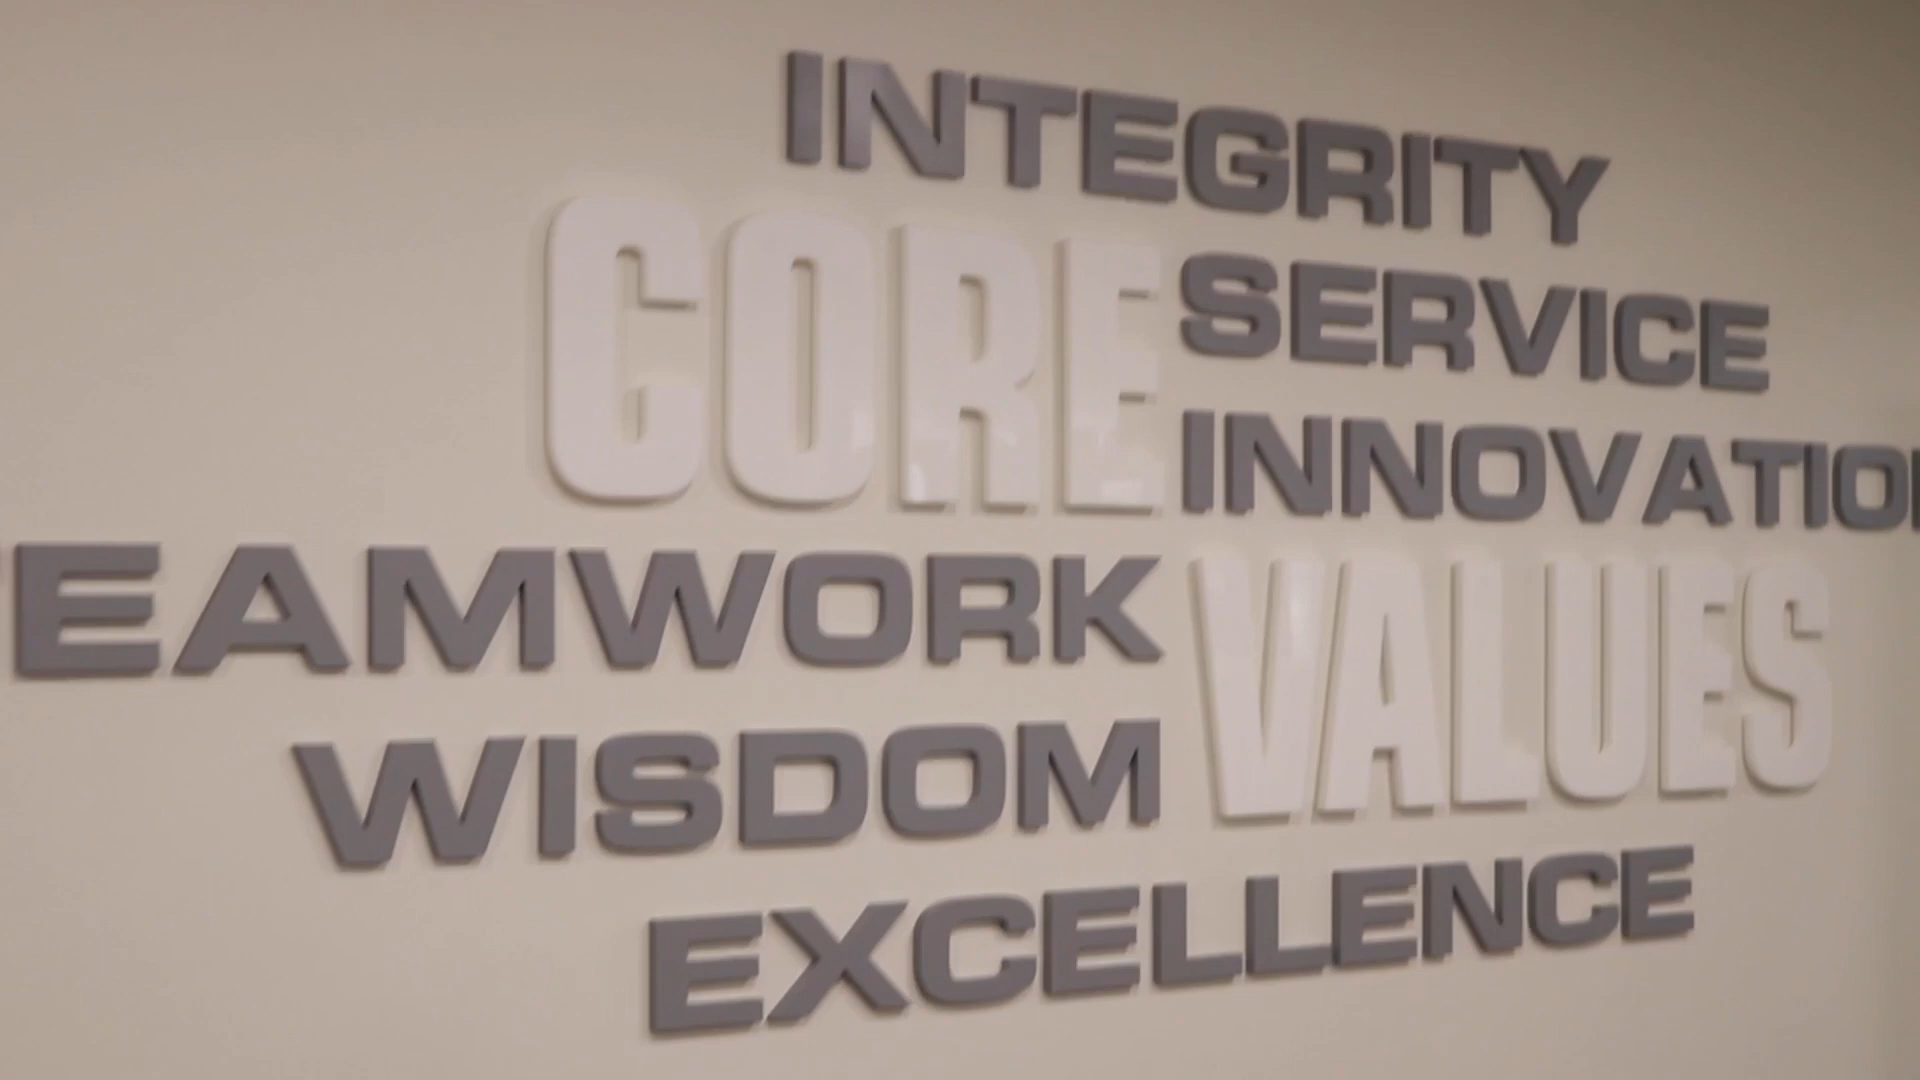 INTEGRITY
CORE
SERVICE
INNOVATIO
EAMWORK
VALUES
WISDOM
EXCELLENCE